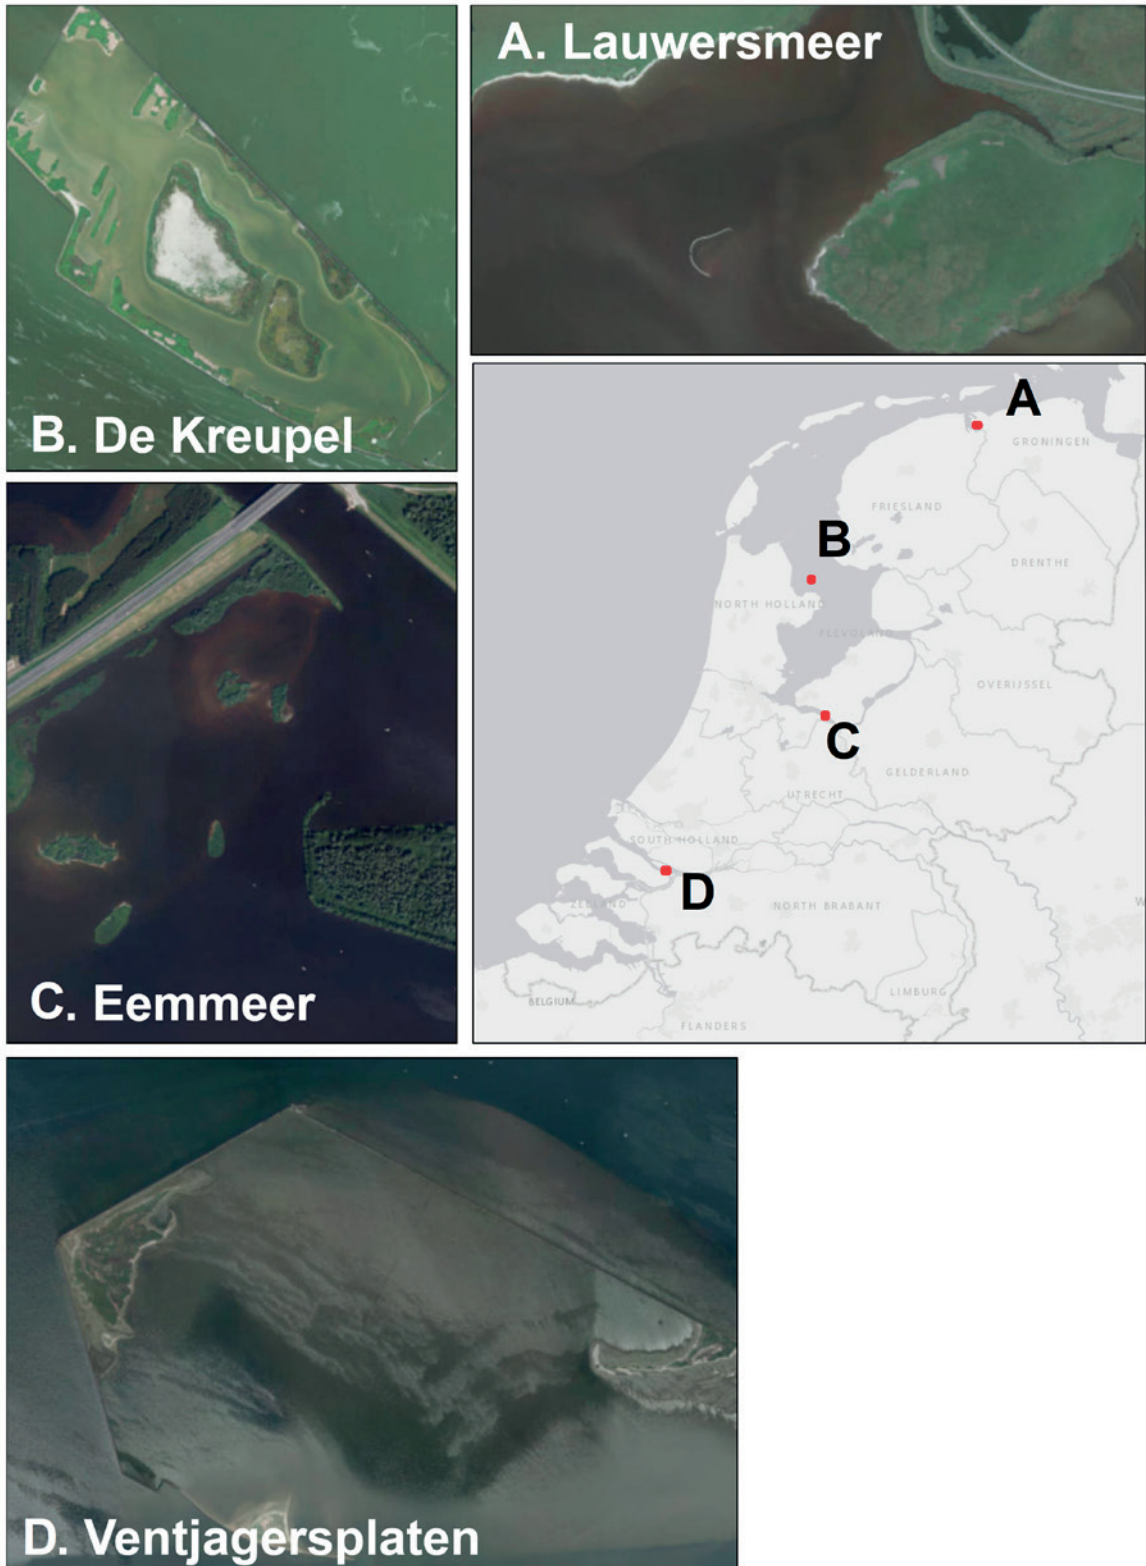 A. Lauwersmeer
B. De Kreupel
A
GRONINGEN
FRIESLAND
B
DRENTHE
NORTH HOLLAND
FLEVOLAND
OVERIJSSEL
C
GELDERLAND
UTRECHT
SOUTH HOLLAND
D
ZEELAND
NORTH BRABANT
LIMBURG
BELGIUM
FLANDERS
W
C. Eemmeer
D. Ventjagersplaten